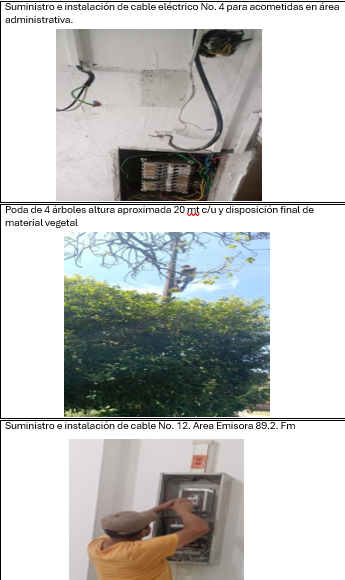 Suministro e instalación de cable eléctrico No. 4 para acometidas en área
administrativa.
Poda de 4 árboles altura aproximada 20 mt c/u y disposición final de
material vegetal
Suministro e instalación de cable No. 12. Area Emisora 89.2. Fm